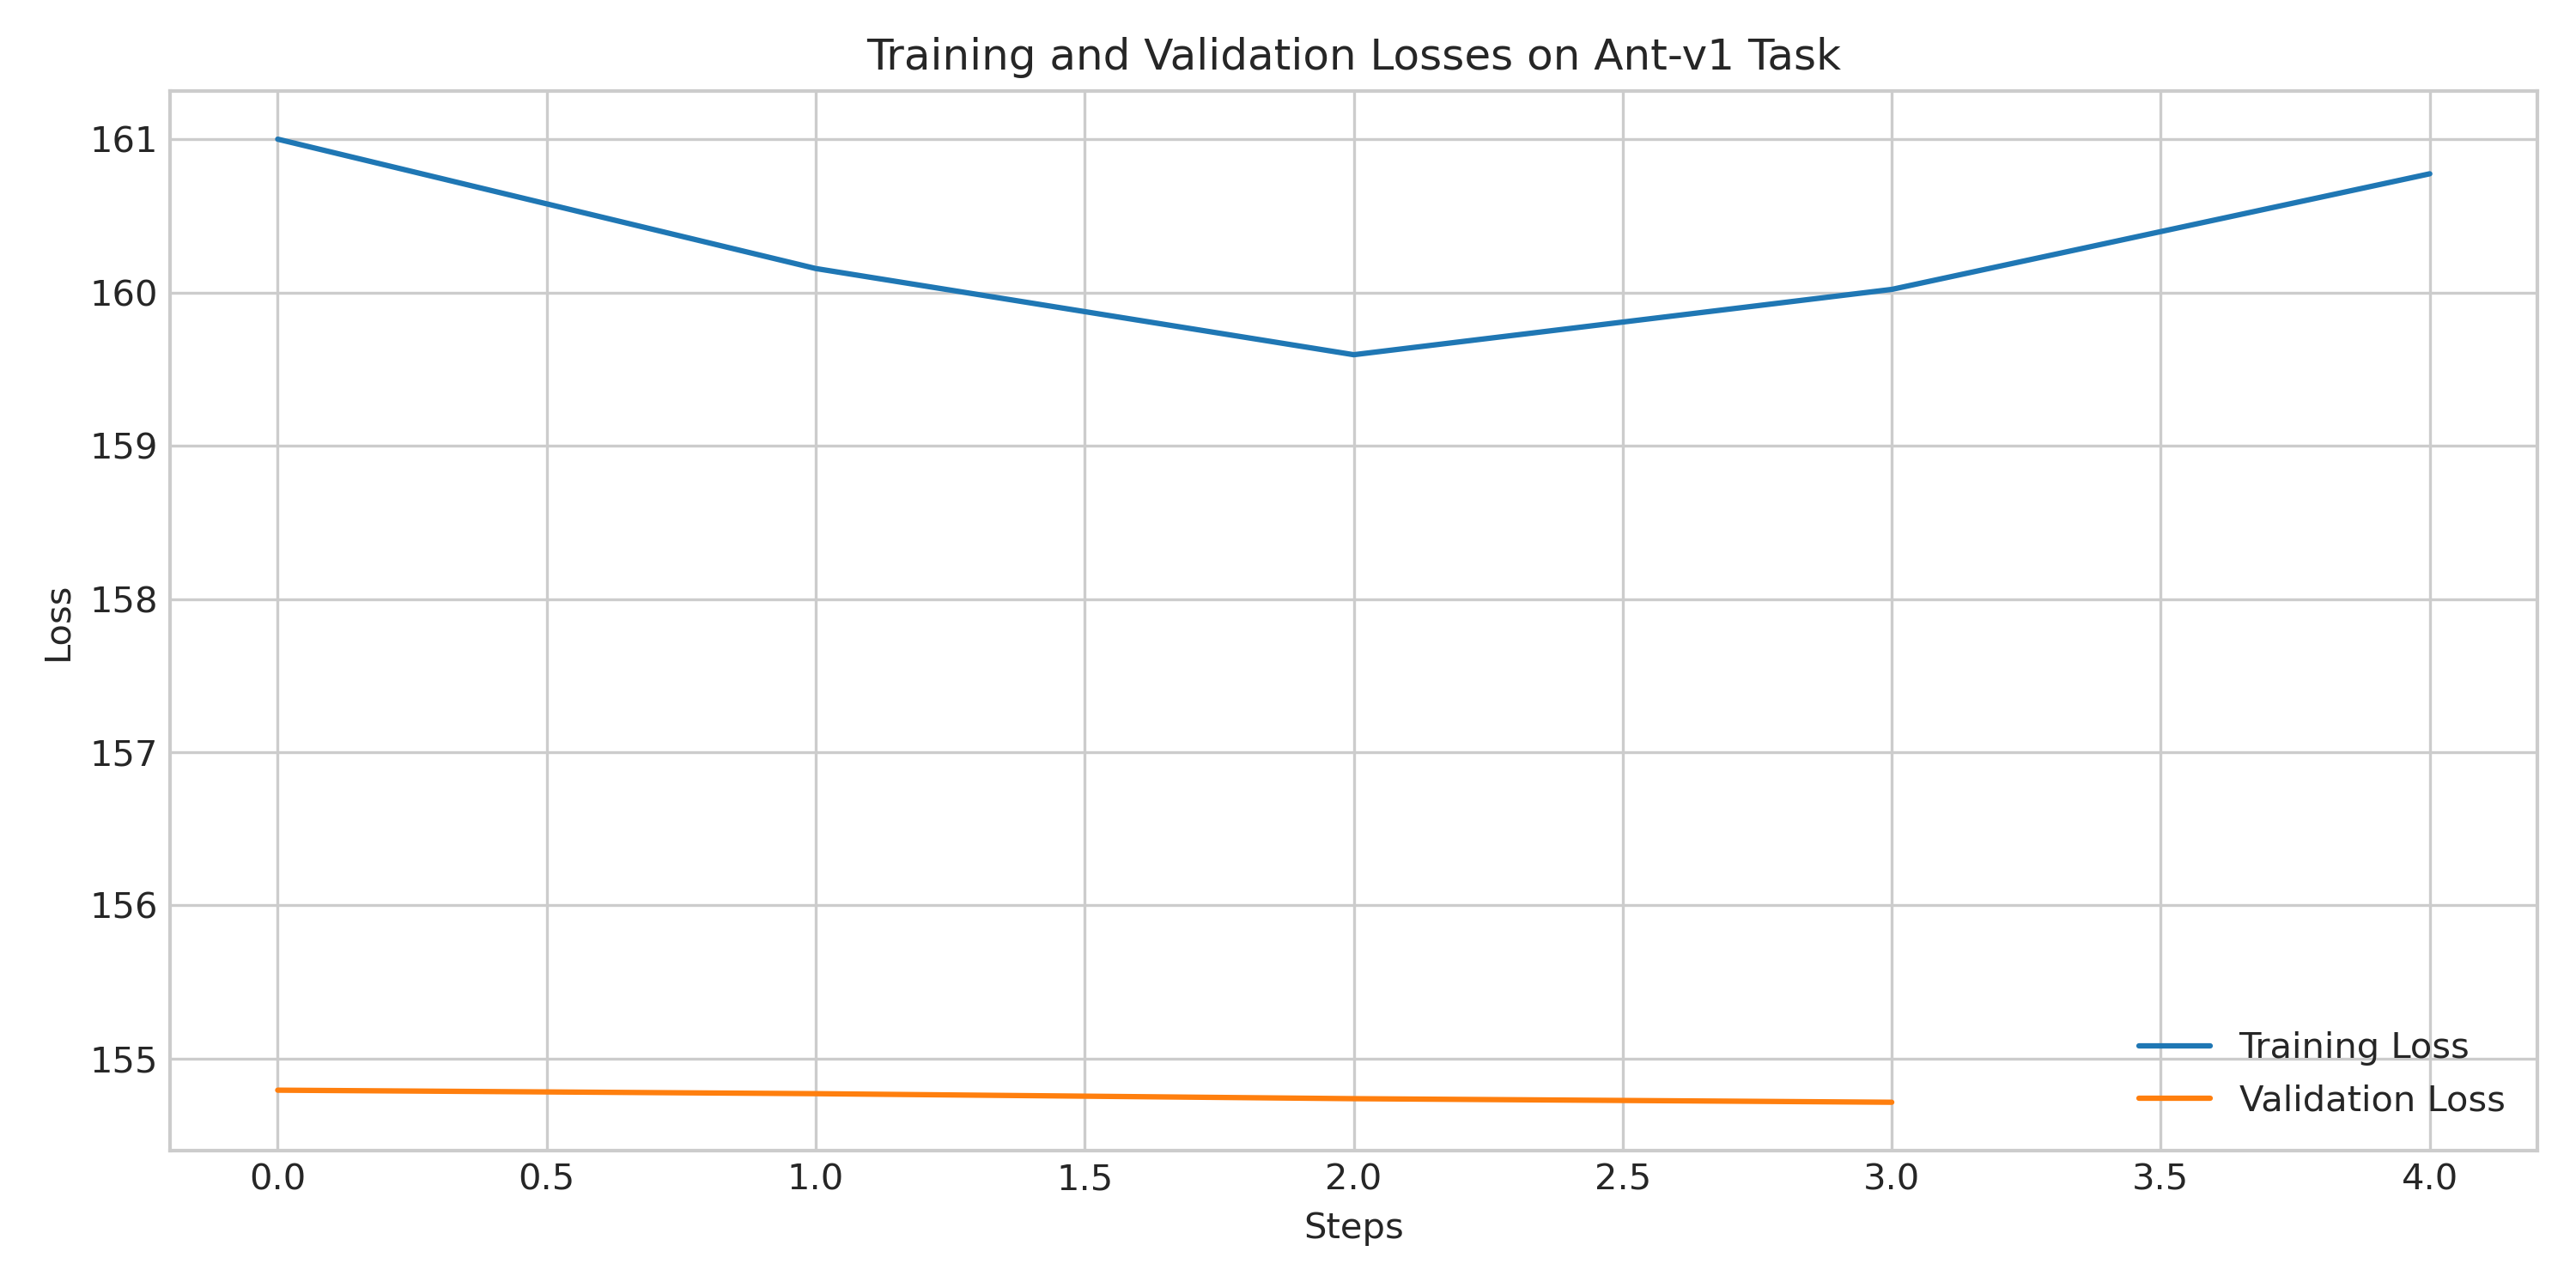 Training and Validation Losses on Ant-v1 Task
161
160
159
158
157
156
155
Loss
0.0 0.5 1.0 1.5 2.0 2.5 3.0 3.5 4.0
Steps
Training Loss
Validation Loss